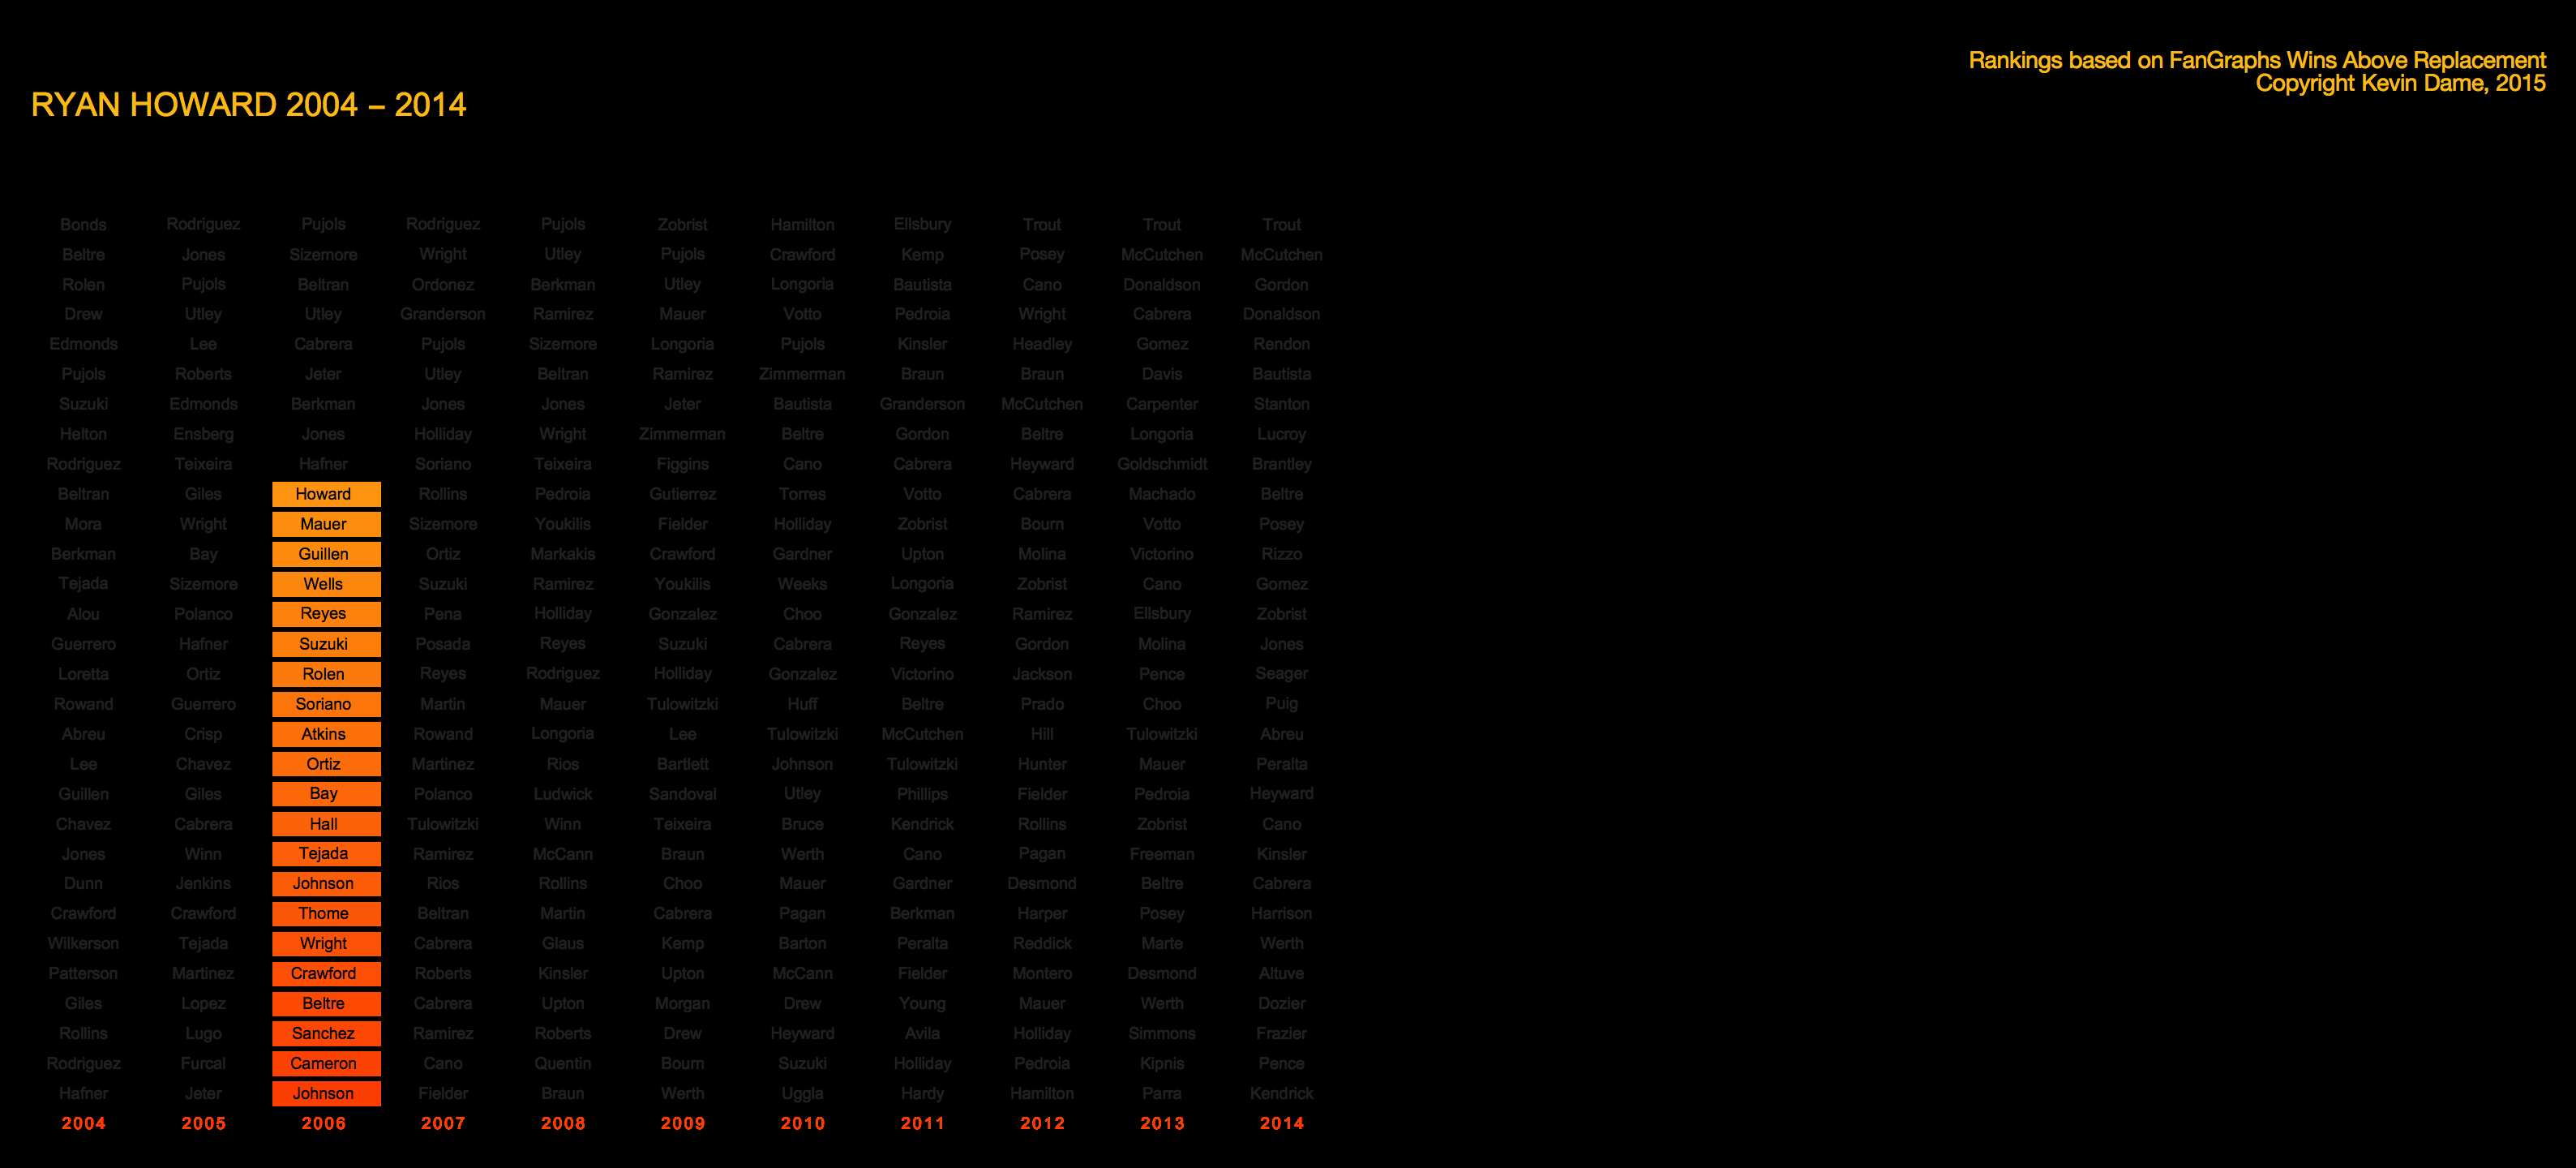 Rankings based on FanGraphs Wins Above Replacement
Copyright Kevin Dame, 2015
RYAN HOWARD 2004 – 2014
Bonds Rodriguez Pujols Rodriguez Pujols Zobrist Hamilton Ellsbury Trout Trout Trout
Beltre Jones Sizemore Wright Utley Pujols Crawford Kemp Posey McCutchen McCutchen
Rolen Pujols Beltran Ordonez Berkman Utley Longoria Bautista Cano Donaldson Gordon
Drew Utley Utley Granderson Ramirez Mauer Votto Pedroia Wright Cabrera Donaldson
Edmonds Lee Cabrera Pujols Sizemore Longoria Pujols Kinsler Headley Gomez Rendon
Pujols Roberts Jeter Utley Beltran Ramirez Zimmerman Braun Braun Davis Bautista
Suzuki Edmonds Berkman Jones Jones Jeter Bautista Granderson McCutchen Carpenter Stanton
Helton Ensberg Jones Holliday Wright Zimmerman Beltre Gordon Beltre Longoria Lucroy
Rodriguez Teixeira Hafner Soriano Teixeira Figgins Cano Cabrera Heyward Goldschmidt Brantley
Beltran Giles Howard Rollins Pedroia Gutierrez Torres Votto Cabrera Machado Beltre
Mora Wright Mauer Sizemore Youkilis Fielder Holliday Zobrist Bourn Votto Posey
Berkman Bay Guillen Ortiz Markakis Crawford Gardner Upton Molina Victorino Rizzo
Tejada Sizemore Wells Suzuki Ramirez Youkilis Weeks Longoria Zobrist Cano Gomez
Alou Polanco Reyes Pena Holliday Gonzalez Choo Gonzalez Ramirez Ellsbury Zobrist
Guerrero Hafner Suzuki Posada Reyes Suzuki Cabrera Reyes Gordon Molina Jones
Loretta Ortiz Rolen Reyes Rodriguez Holliday Gonzalez Victorino Jackson Pence Seager
Rowand Guerrero Soriano Martin Mauer Tulowitzki Huff Beltre Prado Choo Puig
Abreu Crisp Atkins Rowand Longoria Lee Tulowitzki McCutchen Hill Tulowitzki Abreu
Lee Chavez Ortiz Martinez Rios Bartlett Johnson Tulowitzki Hunter Mauer Peralta
Guillen Giles Bay Polanco Ludwick Sandoval Utley Phillips Fielder Pedroia Heyward
Chavez Cabrera Hall Tulowitzki Winn Teixeira Bruce Kendrick Rollins Zobrist Cano
Jones Winn Tejada Ramirez McCann Braun Werth Cano Pagan Freeman Kinsler
Dunn Jenkins Johnson Rios Rollins Choo Mauer Gardner Desmond Beltre Cabrera
Crawford Crawford Thome Beltran Martin Cabrera Pagan Berkman Harper Posey Harrison
Wilkerson Tejada Wright Cabrera Glaus Kemp Barton Peralta Reddick Marte Werth
Patterson Martinez Crawford Roberts Kinsler Upton McCann Fielder Montero Desmond Altuve
Giles Lopez Beltre Cabrera Upton Morgan Drew Young Mauer Werth Dozier
Rollins Lugo Sanchez Ramirez Roberts Drew Heyward Avila Holliday Simmons Frazier
Rodriguez Furcal Cameron Cano Quentin Bourn Suzuki Holliday Pedroia Kipnis Pence
Hafner Jeter Johnson Fielder Braun Werth Uggla Hardy Hamilton Parra Kendrick
2004 2005 2006 2007 2008 2009 2010 2011 2012 2013 2014